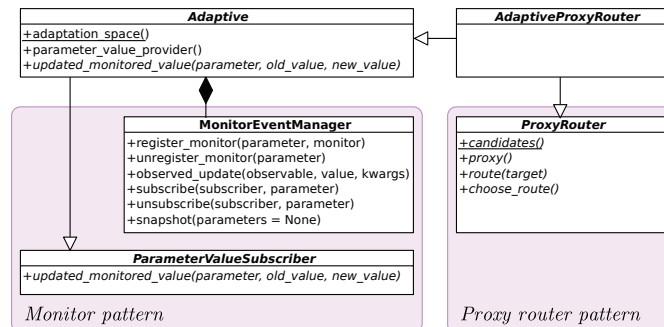 Adaptive
+adaptation_space()
+parameter_value_provider()
+updated_monitored_value(parameter, old_value, new_value)
AdaptiveProxyRouter
MonitorEventManager
+register_monitor(parameter, monitor)
+unregister_monitor(parameter)
+observed_update(observable, value, kwargs)
+subscribe(subscriber, parameter)
+unsubscribe(subscriber, parameter)
+snapshot(parameters = None)
ProxyRouter
+candidates()
+proxy()
+route(target)
+choose_route()
ParameterValueSubscriber
+updated_monitored_value(parameter, old_value, new_value)
Monitor pattern
Proxy router pattern